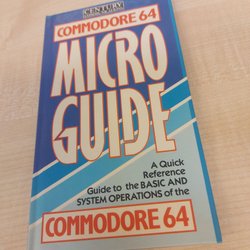 CENTURY
COMMODORE 64
MICRO
GUIDE
A Quick
Reference
Guide to the BASIC AND
SYSTEM OPERATIONS of the
COMMODORE 64